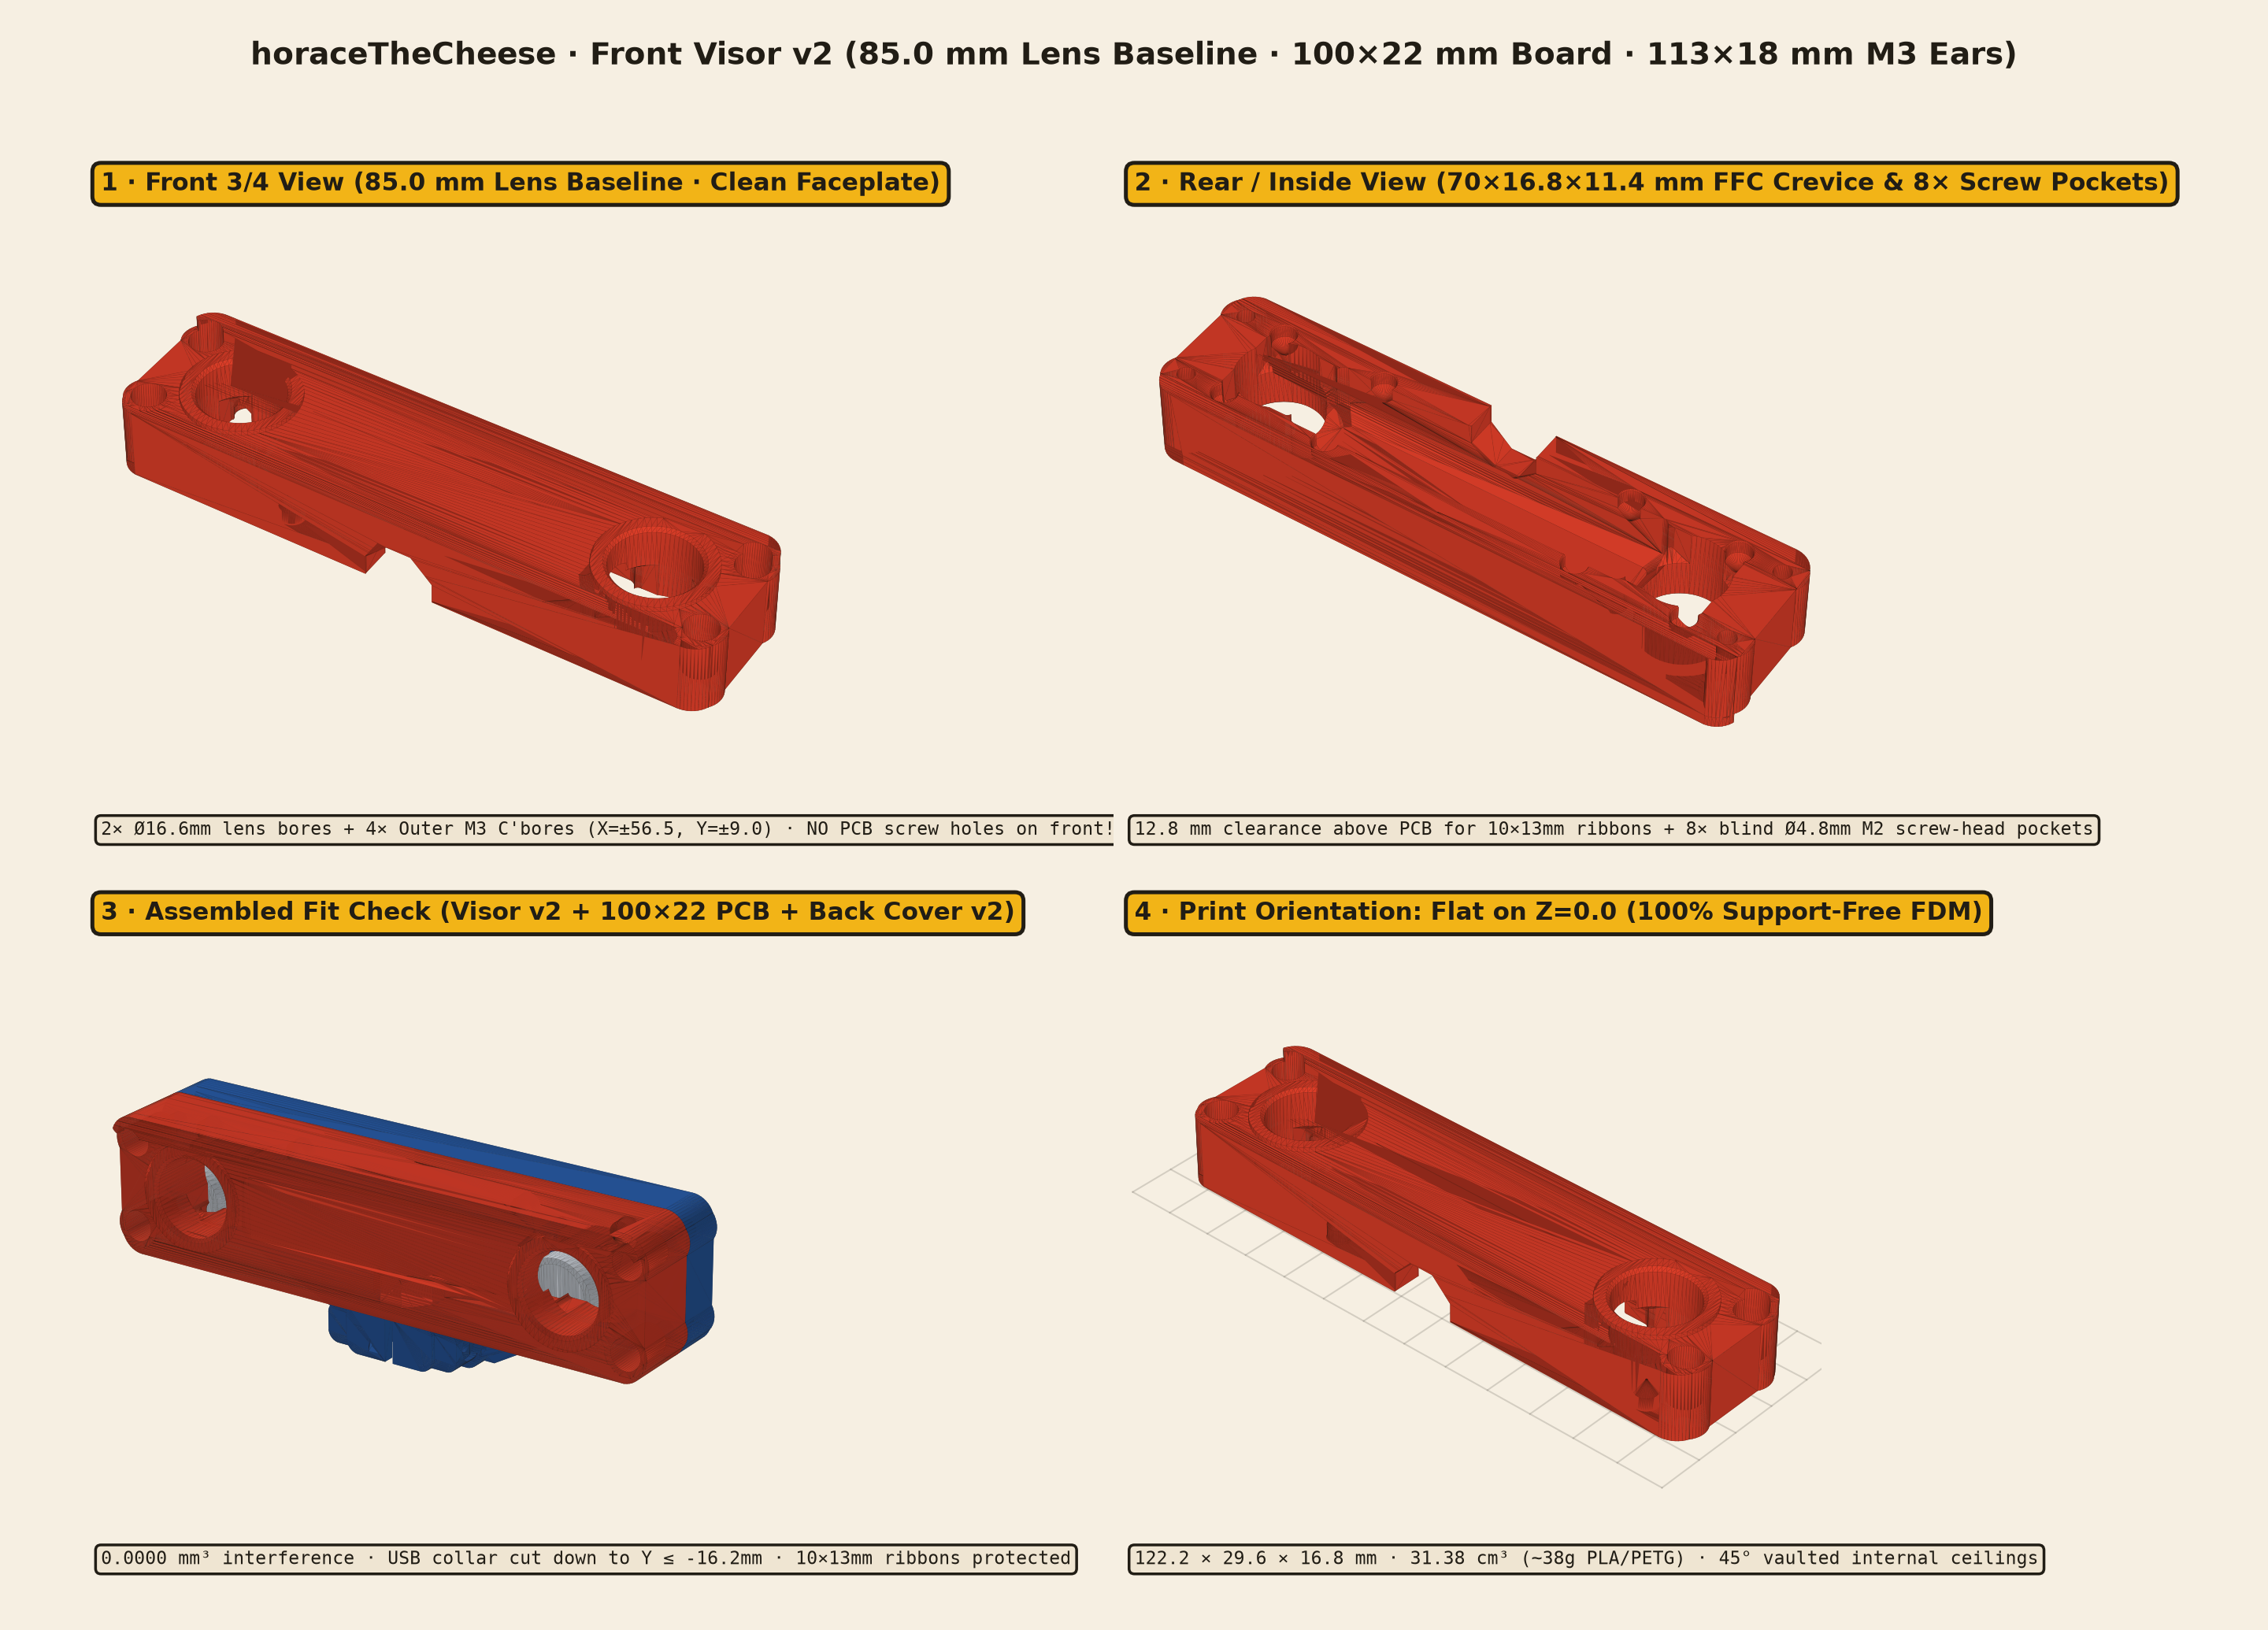 horaceTheCheese · Front Visor v2 (85.0 mm Lens Baseline · 100×22 mm Board · 113×18 mm M3 Ears)
1 · Front 3/4 View (85.0 mm Lens Baseline · Clean Faceplate)
2 · Rear / Inside View (70×16.8×11.4 mm FFC Crevice & 8× Screw Pockets)
2× Ø16.6mm lens bores + 4× Outer M3 C'bores (X=±56.5, Y=±9.0) · NO PCB screw holes on front!
12.8 mm clearance above PCB for 10×13mm ribbons + 8× blind Ø4.8mm M2 screw-head pockets
3 · Assembled Fit Check (Visor v2 + 100×22 PCB + Back Cover v2)
4 · Print Orientation: Flat on Z=0.0 (100% Support-Free FDM)
0.0000 mm³ interference · USB collar cut down to Y ≤ -16.2mm · 10×13mm ribbons protected
122.2 × 29.6 × 16.8 mm · 31.38 cm³ (~38g PLA/PETG) · 45° vaulted internal ceilings